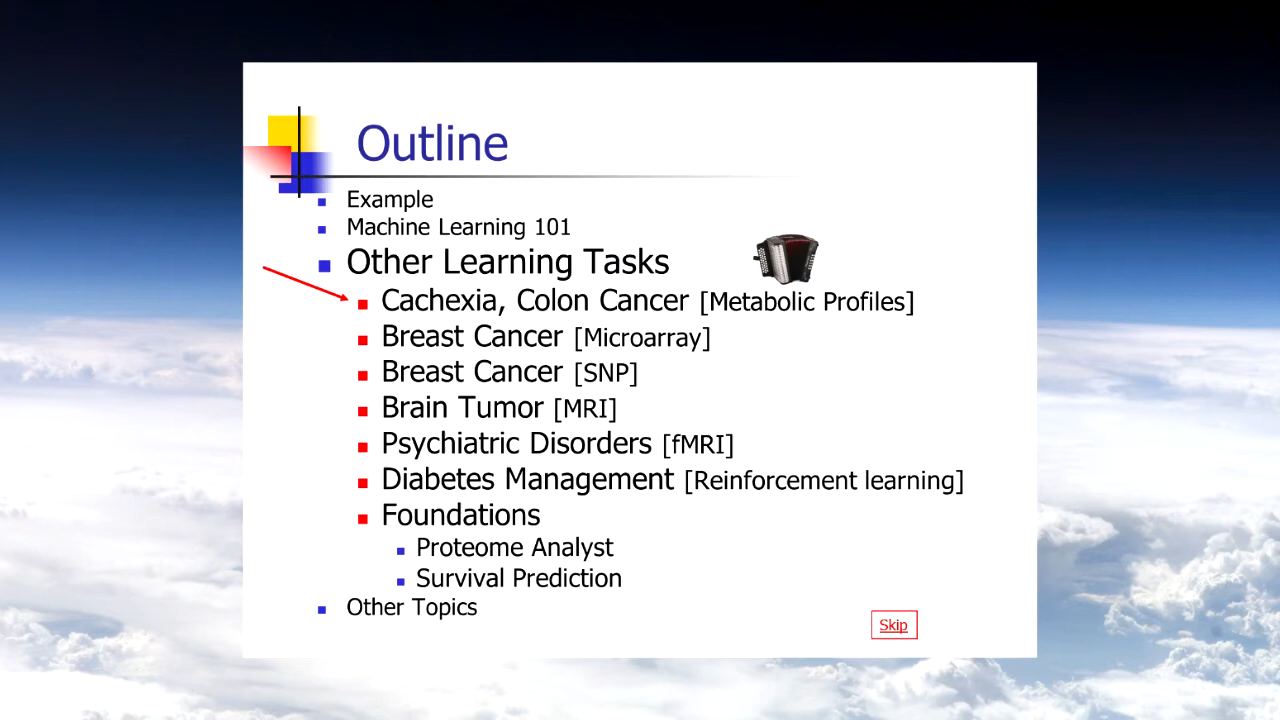 Outline
Example
Machine Learning 101
Other Learning Tasks
Cachexia, Colon Cancer [Metabolic Profiles]
Breast Cancer [Microarray]
Breast Cancer [SNP]
Brain Tumor [MRI]
Psychiatric Disorders [fMRI]
Diabetes Management [Reinforcement learning]
Foundations
Proteome Analyst
Survival Prediction
Other Topics
Skip